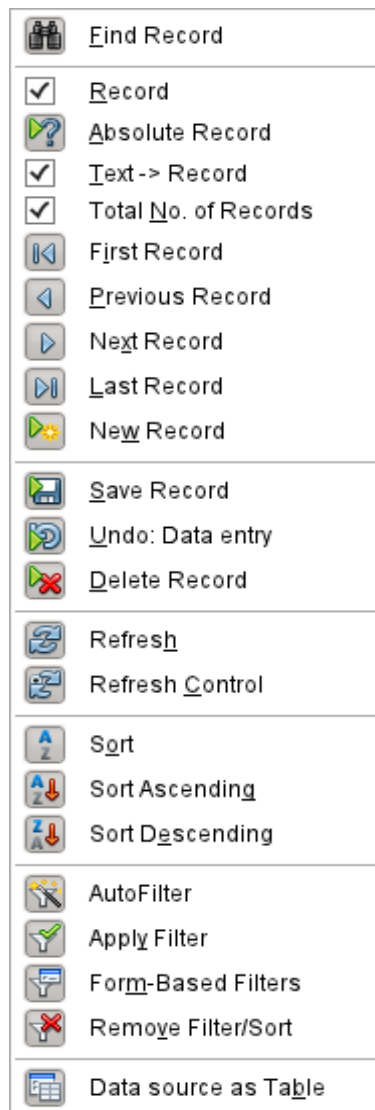 Find Record
Record
Absolute Record
Text -> Record
Total No. of Records
First Record
Previous Record
Next Record
Last Record
New Record
Save Record
Undo: Data entry
Delete Record
Refresh
Refresh Control
Sort
Sort Ascending
Sort Descending
AutoFilter
Apply Filter
Form-Based Filters
Remove Filter/Sort
Data source as Table